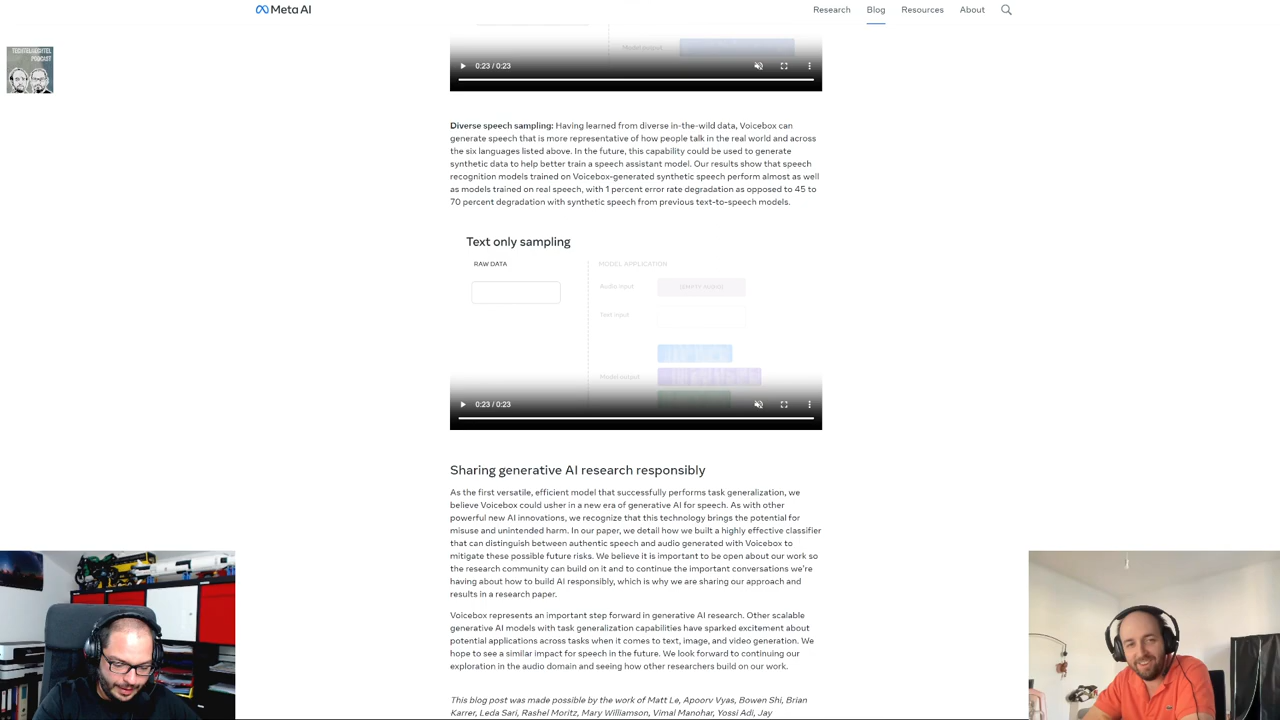 Meta AI
Research Blog Resources About
TECHTELMECHTEL
PODCAST
Model output
0:23 / 0:23
Diverse speech sampling: Having learned from diverse in-the-wild data, Voicebox can
generate speech that is more representative of how people talk in the real world and across
the six languages listed above. In the future, this capability could be used to generate
synthetic data to help better train a speech assistant model. Our results show that speech
recognition models trained on Voicebox-generated synthetic speech perform almost as well
as models trained on real speech, with 1 percent error rate degradation as opposed to 45 to
70 percent degradation with synthetic speech from previous text-to-speech models.
Text only sampling
RAW DATA
MODEL APPLICATION
Audio input
(EMPTY AUDIO)
Text input
Model output
0:23 / 0:23
Sharing generative AI research responsibly
As the first versatile, efficient model that successfully performs task generalization, we
believe Voicebox could usher in a new era of generative AI for speech. As with other
powerful new AI innovations, we recognize that this technology brings the potential for
misuse and unintended harm. In our paper, we detail how we built a highly effective classifier
that can distinguish between authentic speech and audio generated with Voicebox to
mitigate these possible future risks. We believe it is important to be open about our work so
the research community can build on it and to continue the important conversations we're
having about how to build AI responsibly, which is why we are sharing our approach and
results in a research paper.
Voicebox represents an important step forward in generative AI research. Other scalable
generative AI models with task generalization capabilities have sparked excitement about
potential applications across tasks when it comes to text, image, and video generation. We
hope to see a similar impact for speech in the future. We look forward to continuing our
exploration in the audio domain and seeing how other researchers build on our work.
This blog post was made possible by the work of Matt Le, Apoorv Vyas, Bowen Shi, Brian
Karrer, Leda Sari, Rashel Moritz, Mary Williamson, Vimal Manohar, Yossi Adi, Jay